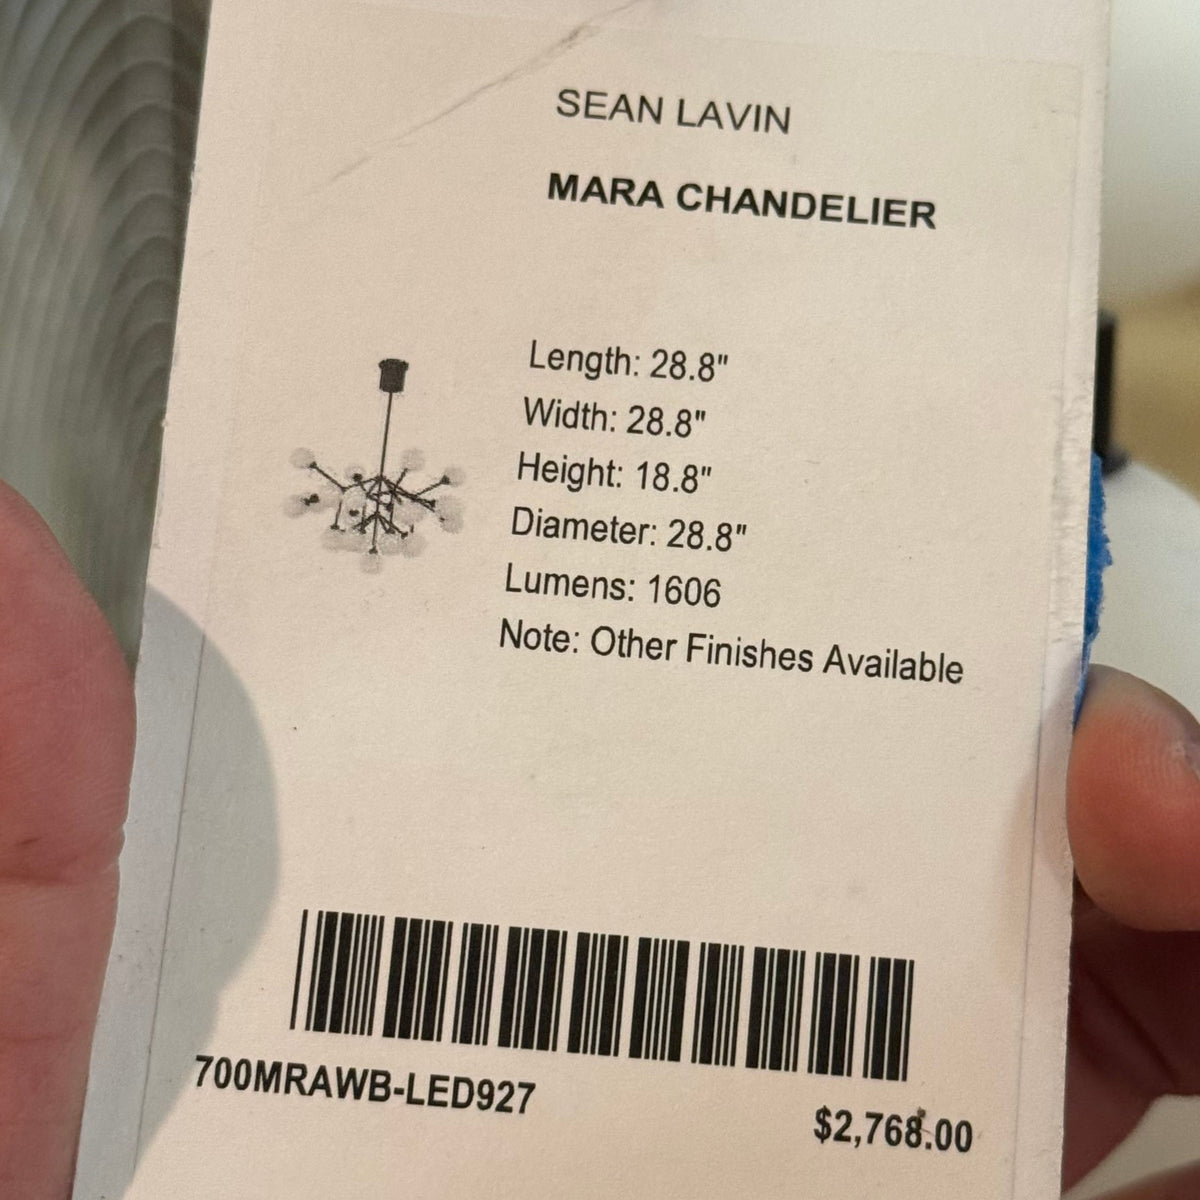 SEAN LAVIN
MARA CHANDELIER
Length: 28.8"
Width: 28.8"
Height: 18.8"
Diameter: 28.8"
Lumens: 1606
Note: Other Finishes Available
700MRAWB-LED927
$2,768.00